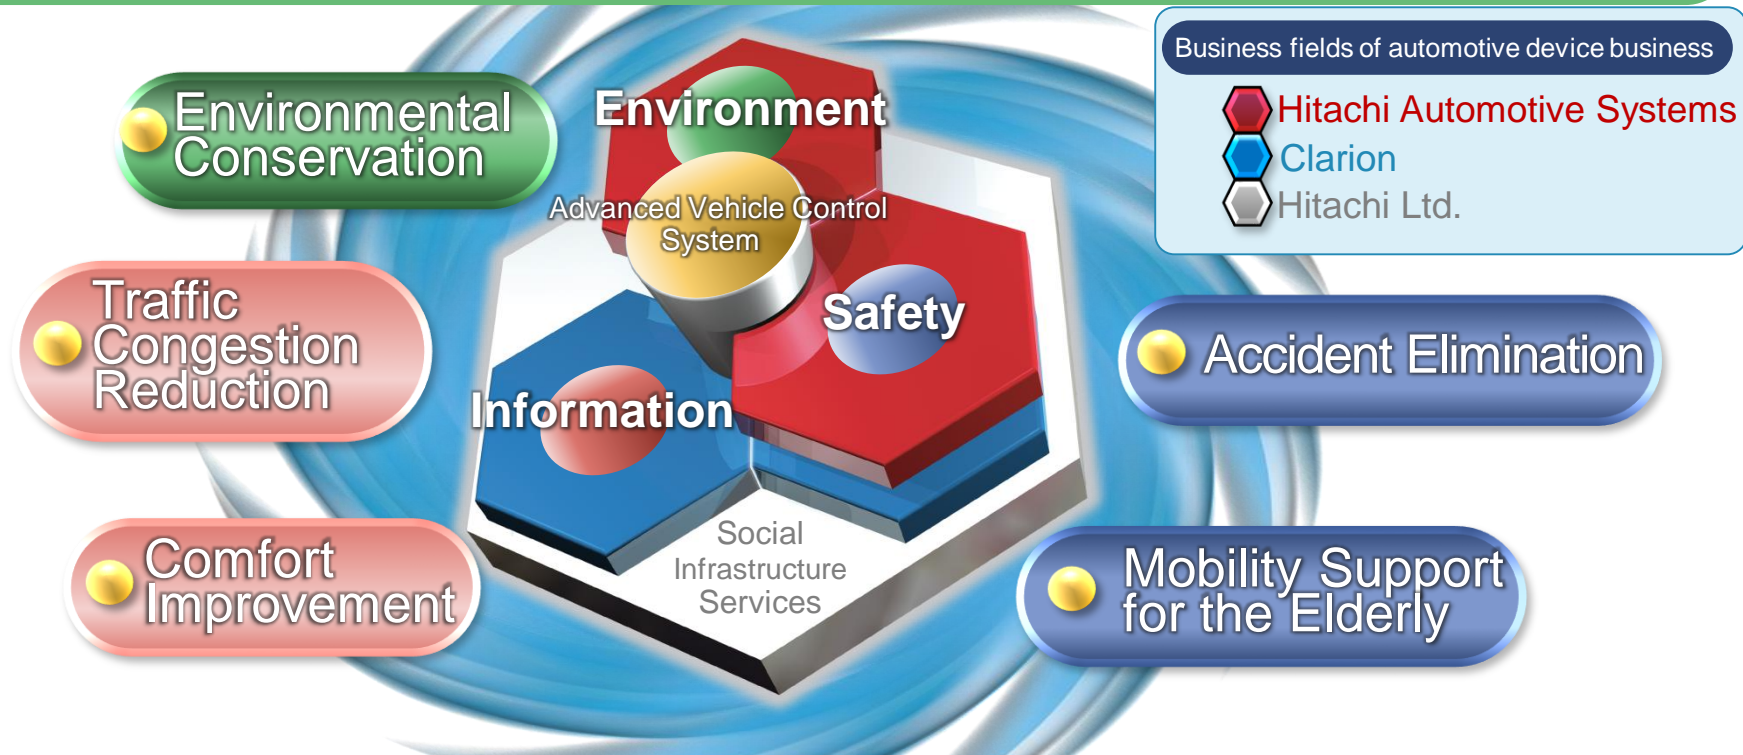 Business fields of automotive device business
Hitachi Automotive Systems
Clarion
Hitachi Ltd.
Environmental
Conservation
Environment
Advanced Vehicle Control
System
Traffic
Congestion
Reduction
Safety
Accident Elimination
Information
Comfort
Improvement
Social
Infrastructure
Services
Mobility Support
for the Elderly